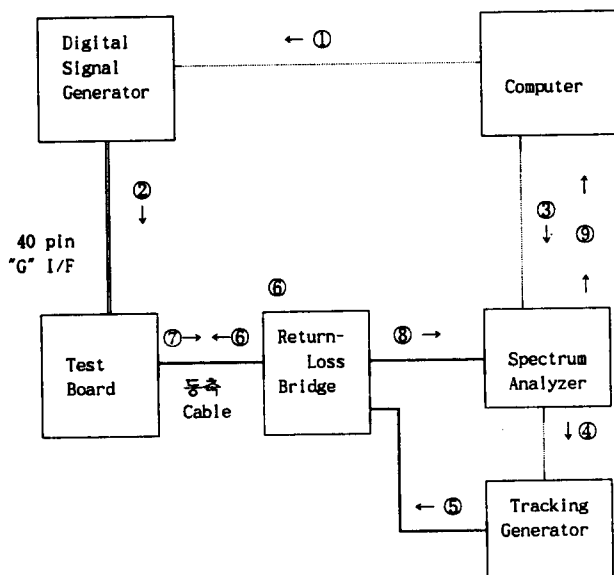 Digital
Signal
Generator
← ①
Computer
②
↓
③
↓
↑
⑨
↑
40 pin
"G" I/F
⑥
Test
Board
⑦→ ←⑥
동축
Cable
Return-
Loss
Bridge
⑧ →
Spectrum
Analyzer
↓ ④
← ⑤
Tracking
Generator